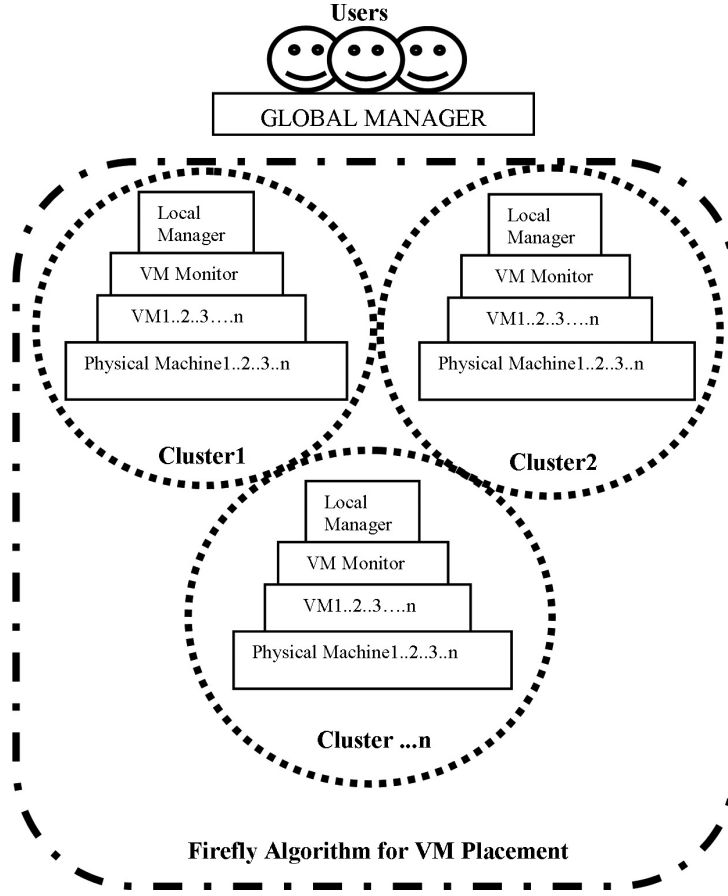 Users
GLOBAL MANAGER
Local
Manager
VM Monitor
VM1..2..3....n
Physical Machine1..2..3..n
Cluster1
Local
Manager
VM Monitor
VM1..2..3....n
Physical Machine1..2..3..n
Cluster2
Local
Manager
VM Monitor
VM1..2..3....n
Physical Machine1..2..3..n
Cluster ...n
Firefly Algorithm for VM Placement